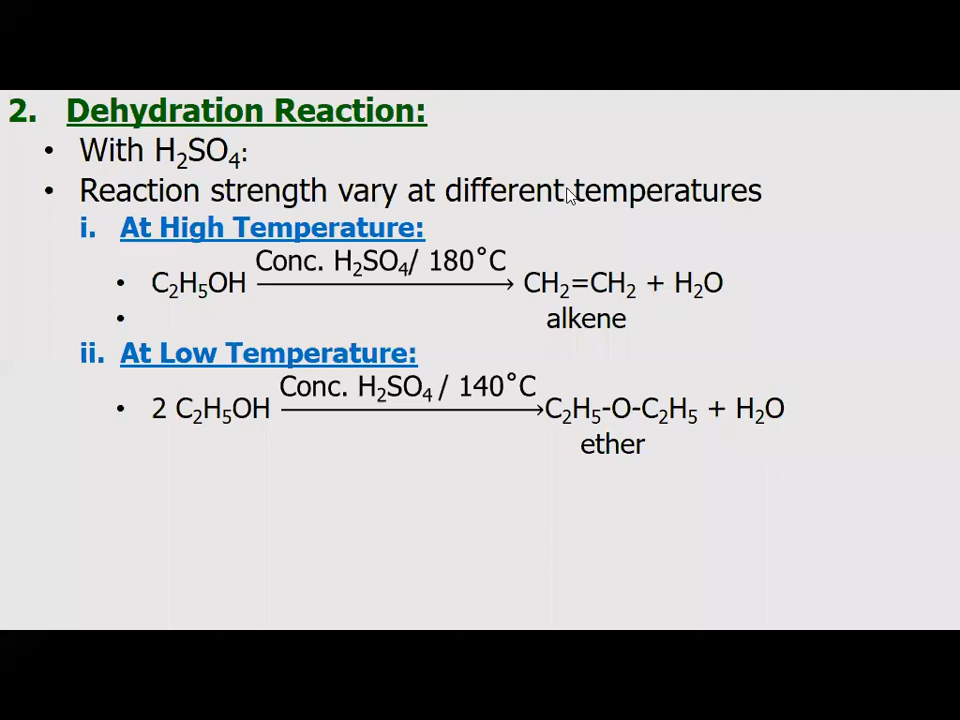 2. Dehydration Reaction:
• With H₂SO₄:
• Reaction strength vary at different temperatures
i. At High Temperature:
Conc. H₂SO₄/ 180˚C
• C₂H₅OH ⟶ CH₂=CH₂ + H₂O
• alkene
ii. At Low Temperature:
Conc. H₂SO₄ / 140˚C
• 2 C₂H₅OH ⟶ C₂H₅-O-C₂H₅ + H₂O
ether